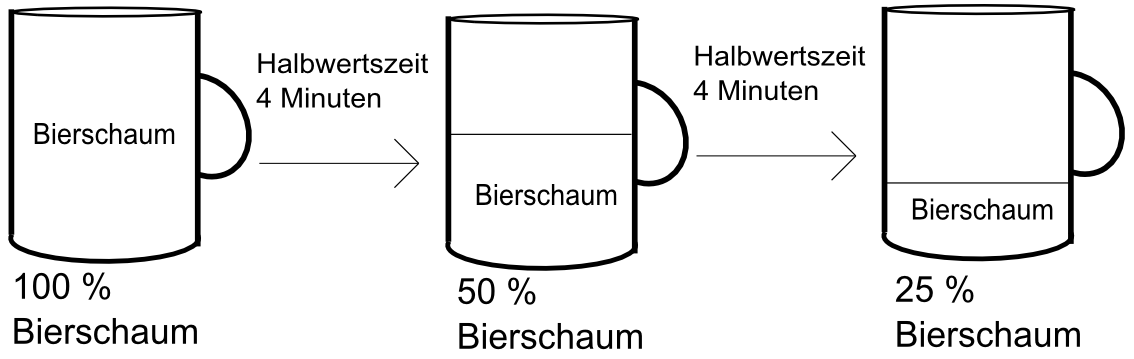 Bierschaum
100 %
Bierschaum
Halbwertszeit
4 Minuten
Bierschaum
50 %
Bierschaum
Halbwertszeit
4 Minuten
Bierschaum
25 %
Bierschaum